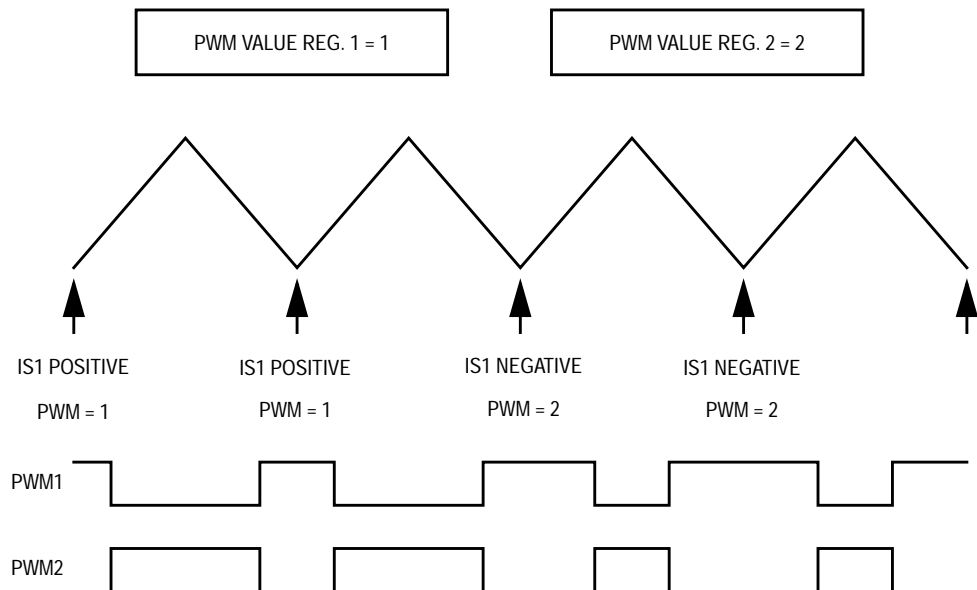 PWM VALUE REG. 1 = 1
PWM VALUE REG. 2 = 2
IS1 POSITIVE
IS1 POSITIVE
IS1 NEGATIVE
IS1 NEGATIVE
PWM = 1
PWM = 1
PWM = 2
PWM = 2
PWM1
PWM2